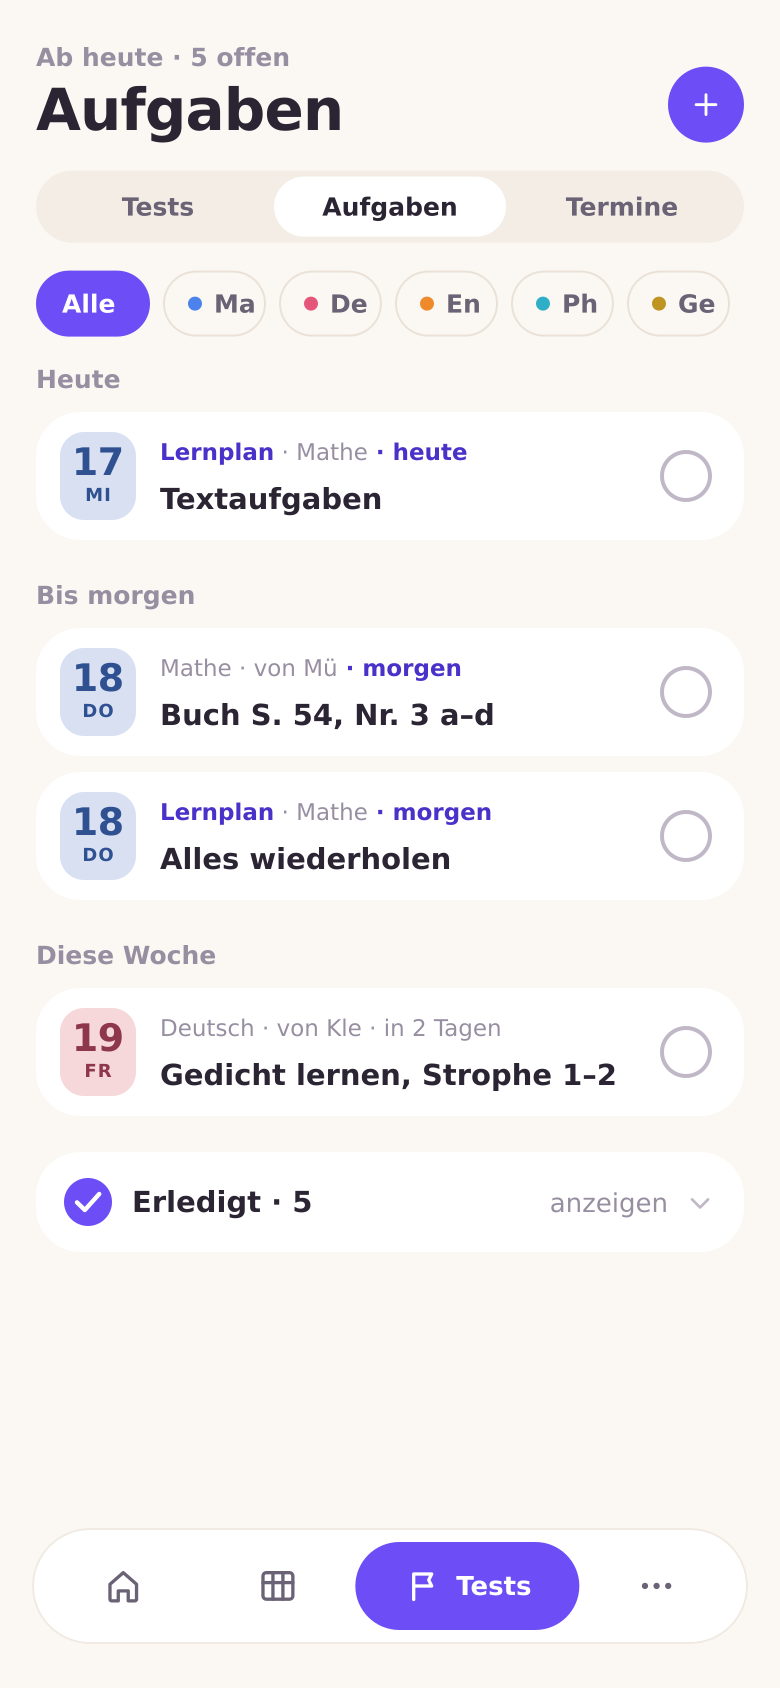 Ab heute · 5 offen
Aufgaben
Tests Aufgaben Termine
Alle Ma De En Ph Ge
Heute
17 MI
Lernplan · Mathe · heute
Textaufgaben
Bis morgen
18 DO
Mathe · von Mü · morgen
Buch S. 54, Nr. 3 a–d
18 DO
Lernplan · Mathe · morgen
Alles wiederholen
Diese Woche
19 FR
Deutsch · von Kle · in 2 Tagen
Gedicht lernen, Strophe 1–2
Erledigt · 5 anzeigen
Tests